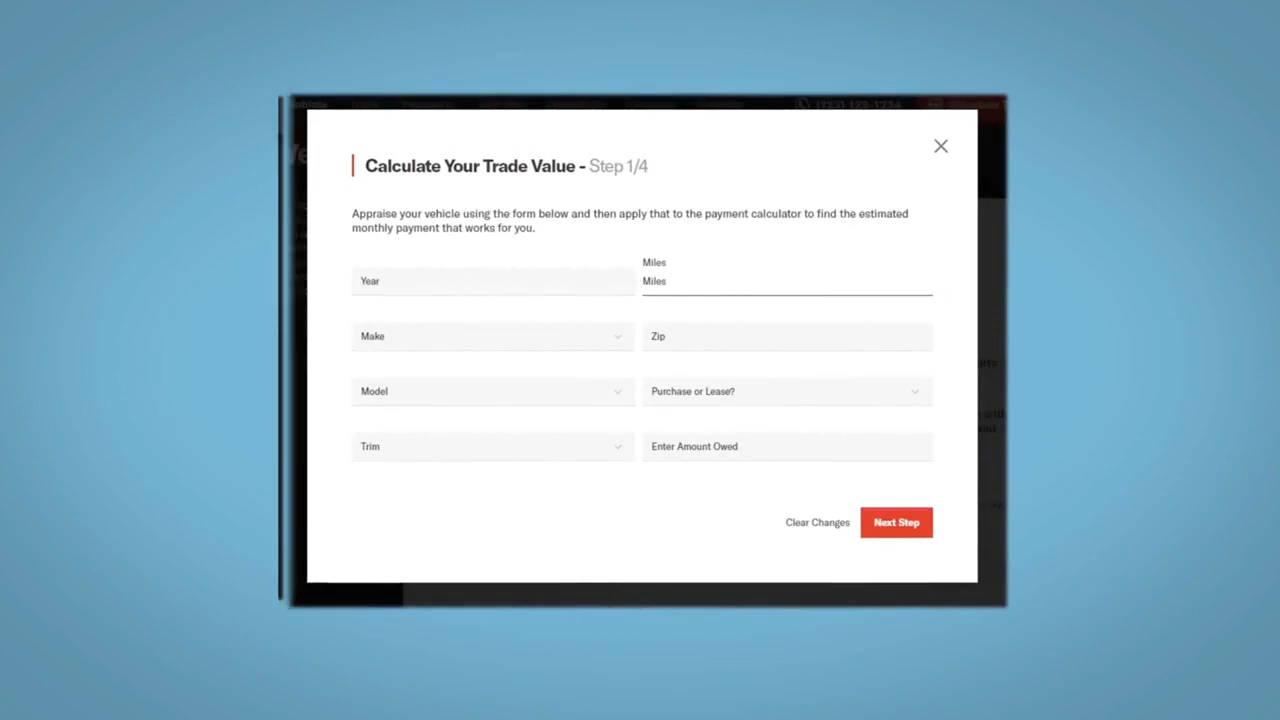 Calculate Your Trade Value - Step 1/4
Appraise your vehicle using the form below and then apply that to the payment calculator to find the estimated
monthly payment that works for you.
Miles
Year
Miles
Make
Zip
Model
Purchase or Lease?
Trim
Enter Amount Owed
Clear Changes
Next Step